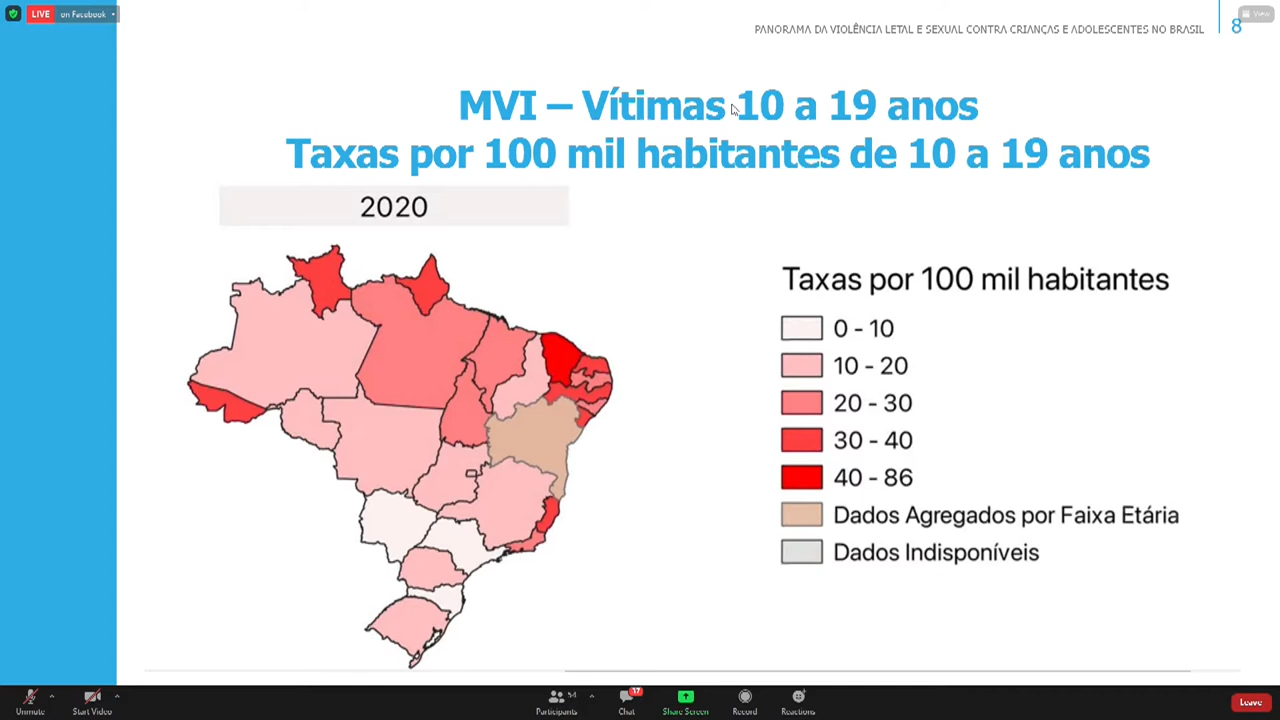 LIVE on Facebook
View
PANORAMA DA VIOLÊNCIA LETAL E SEXUAL CONTRA CRIANÇAS E ADOLESCENTES NO BRASIL
8
MVI – Vítimas 10 a 19 anos
Taxas por 100 mil habitantes de 10 a 19 anos
2020
Taxas por 100 mil habitantes
0 - 10
10 - 20
20 - 30
30 - 40
40 - 86
Dados Agregados por Faixa Etária
Dados Indisponíveis
Unmute
Start Video
54
Participants
17
Chat
Share Screen
Record
Reactions
Leave